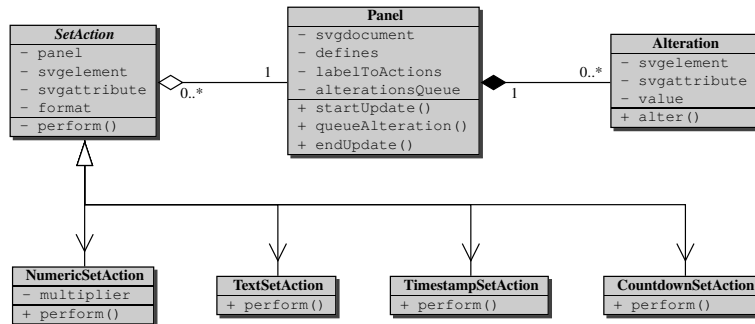 SetAction
- panel
- svgelement
- svgattribute
- format
- perform()
0..*
1
Panel
- svgdocument
- defines
- labelToActions
- alterationsQueue
+ startUpdate()
+ queueAlteration()
+ endUpdate()
1
0..*
Alteration
- svgelement
- svgattribute
- value
+ alter()
NumericSetAction
- multiplier
+ perform()
TextSetAction
+ perform()
TimestampSetAction
+ perform()
CountdownSetAction
+ perform()